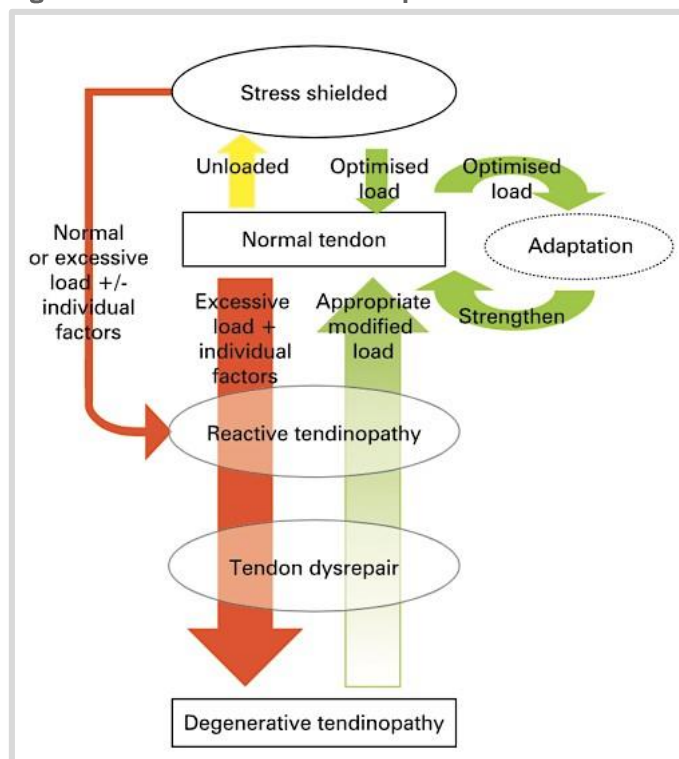 Stress shielded
Unloaded
Optimised
load
Optimised
load
Normal tendon
Adaptation
Normal
or excessive
load +/-
individual
factors
Excessive
load +
individual
factors
Appropriate
modified
load
Strengthen
Reactive tendinopathy
Tendon dysrepair
Degenerative tendinopathy